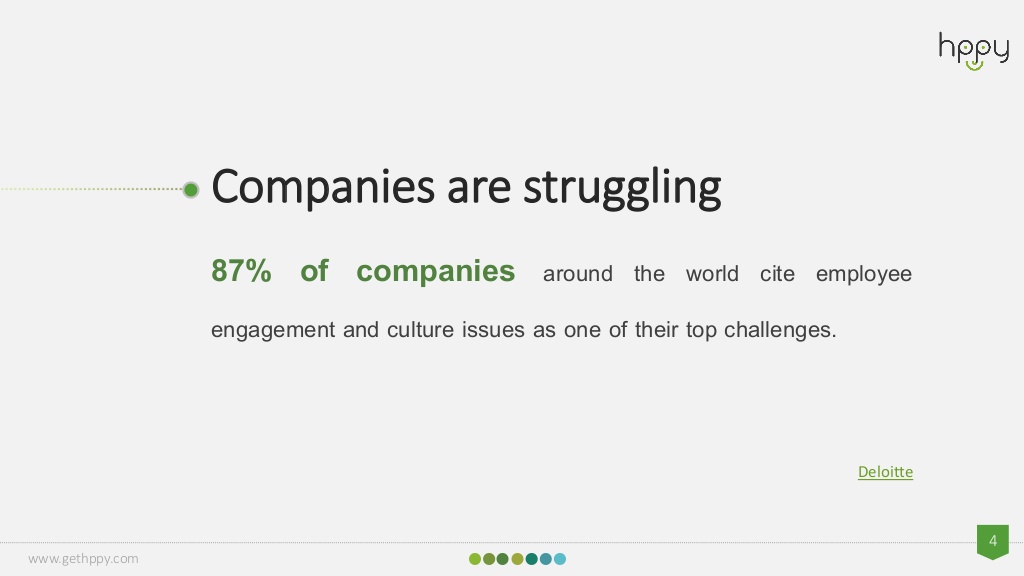 hppy
Companies are struggling
87% of companies around the world cite employee
engagement and culture issues as one of their top challenges.
Deloitte
4
www.gethppy.com